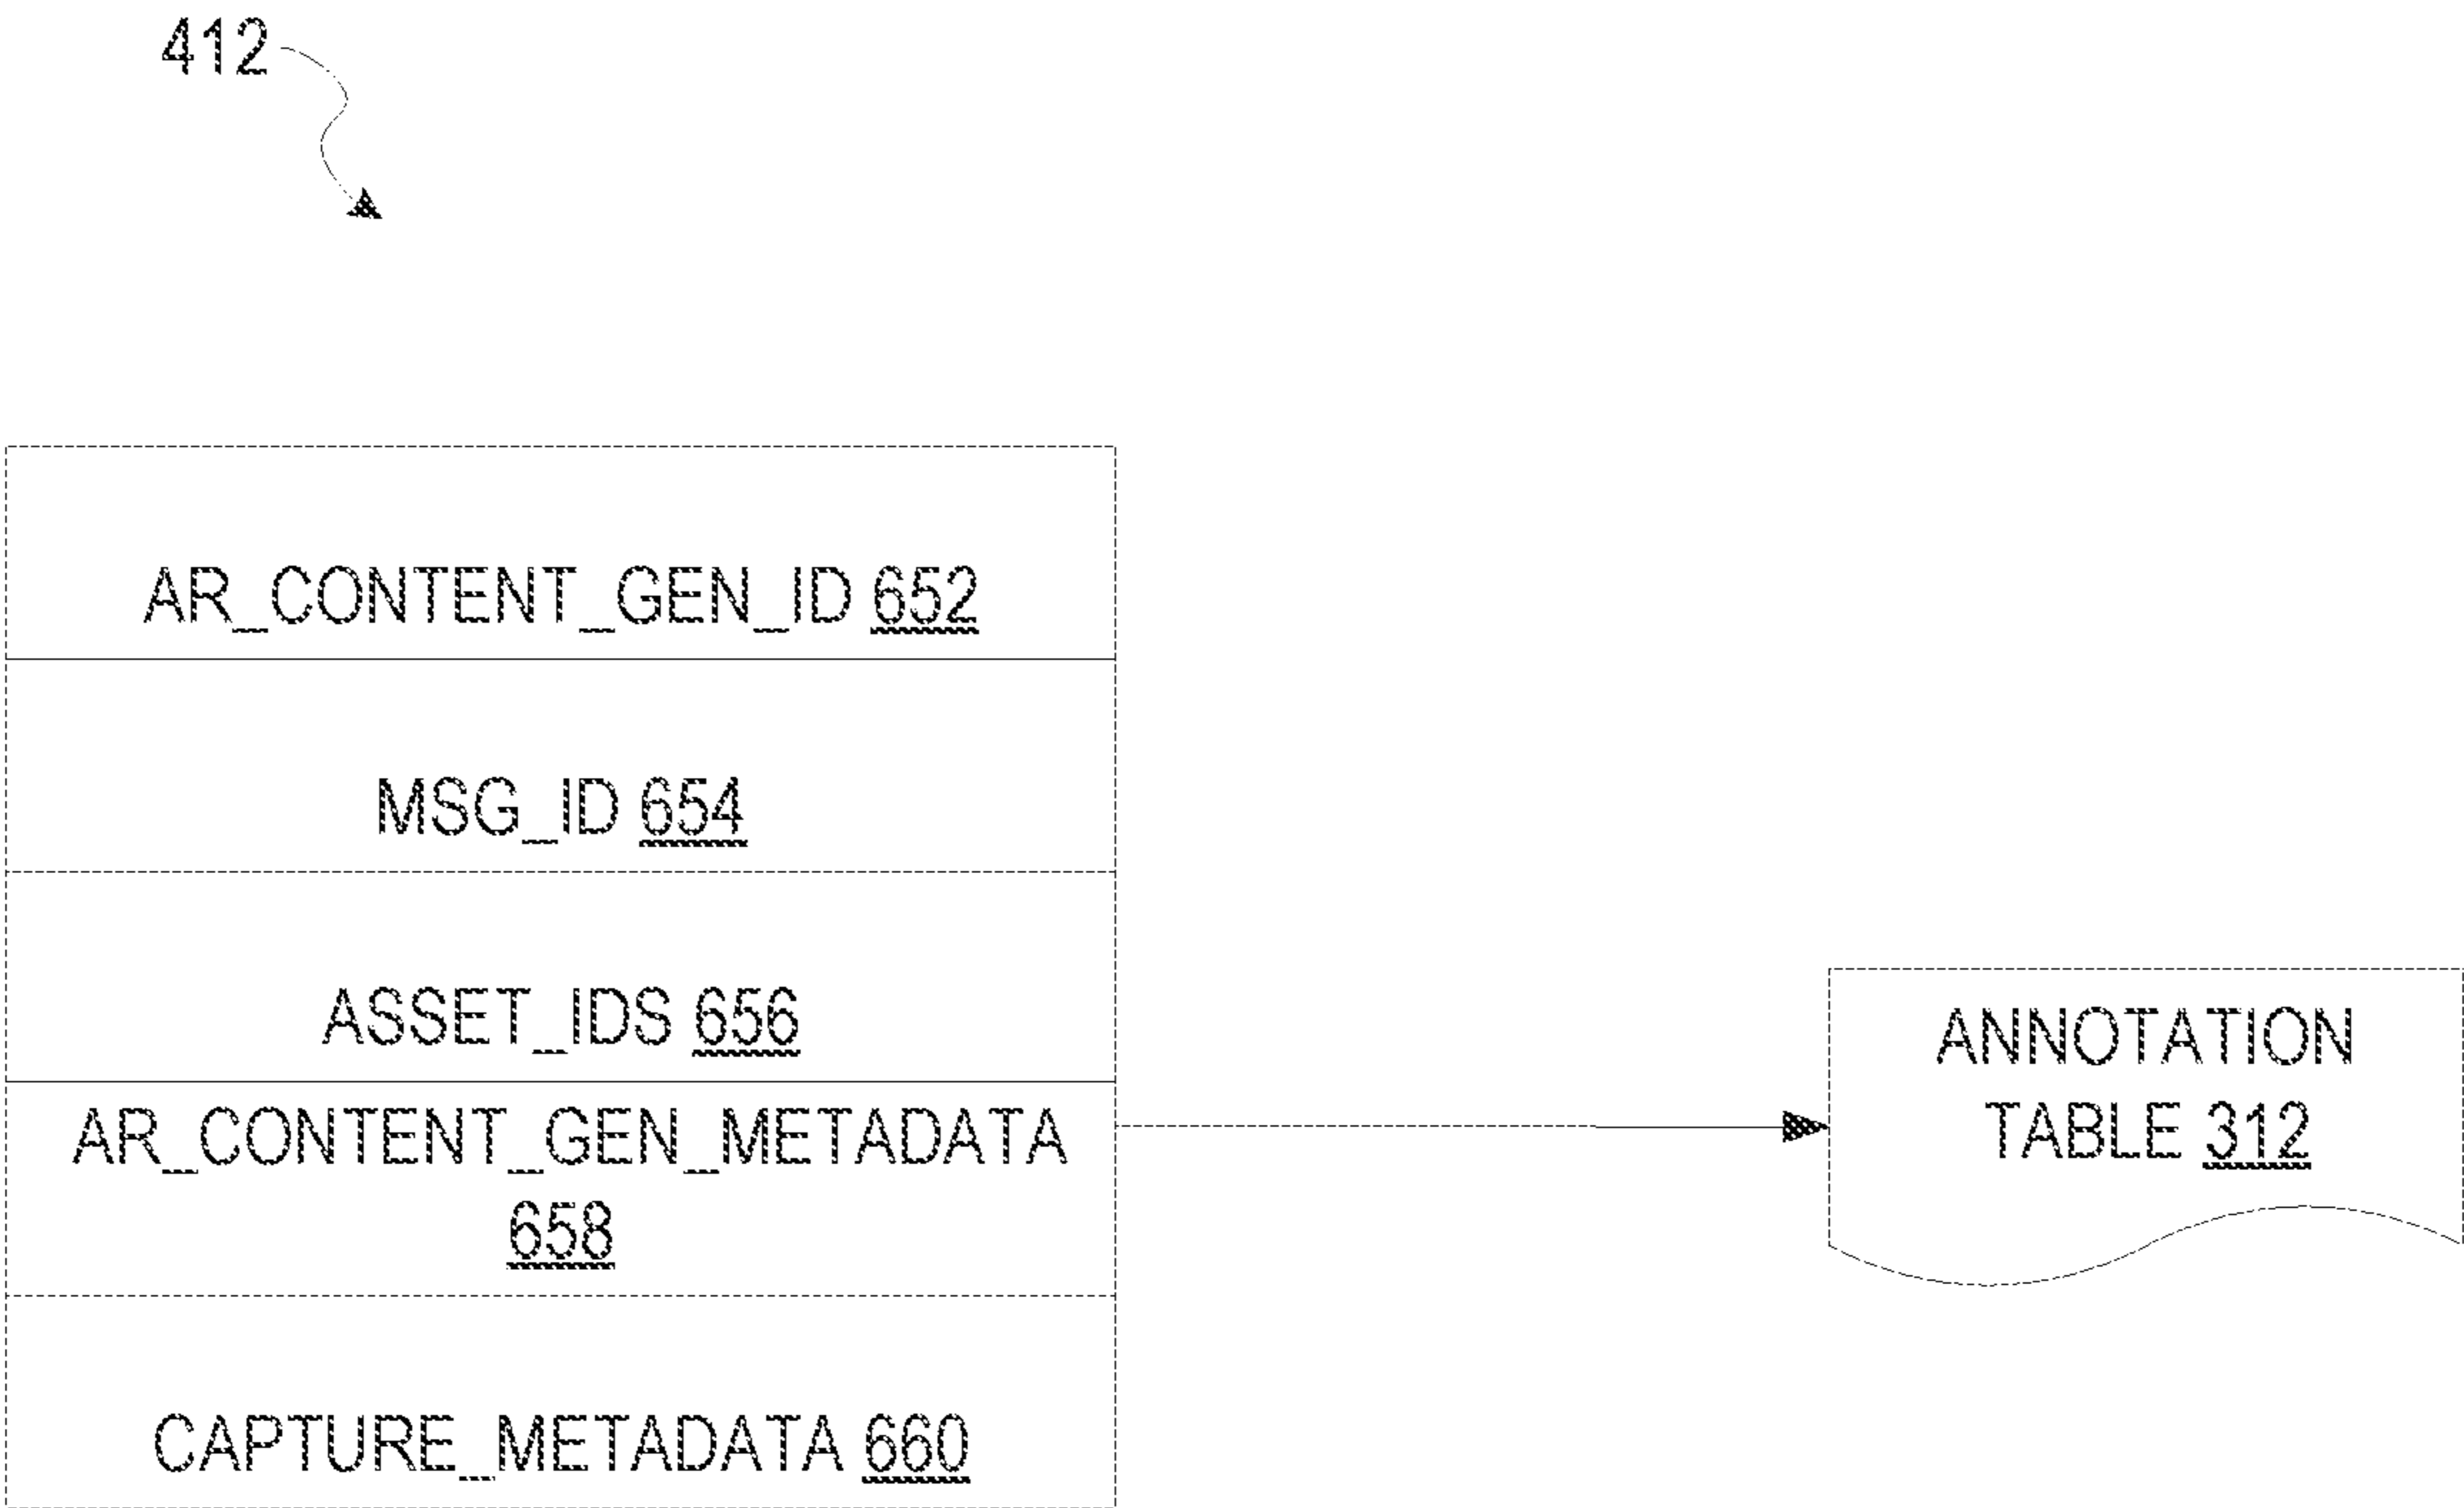 412
AR_CONTENT_GEN_ID 652
MSG_ID 654
ASSET_IDS 656
AR_CONTENT_GEN_METADATA
658
CAPTURE_METADATA 660
ANNOTATION
TABLE 312